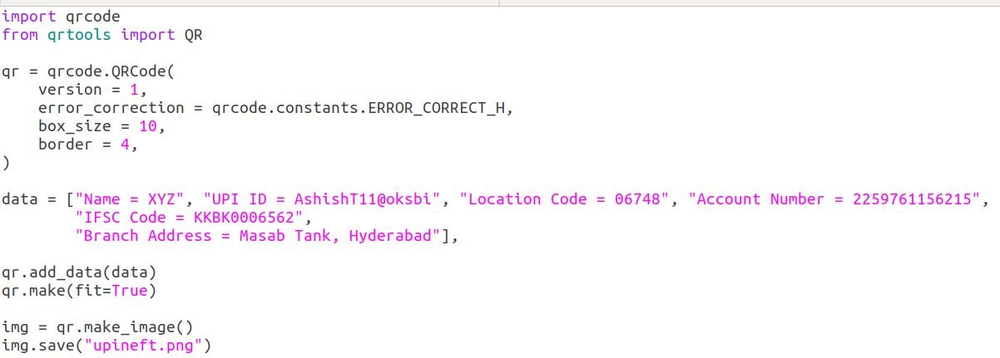 import qrcode
from qrtools import QR
qr = qrcode.QRCode(
    version = 1,
    error_correction = qrcode.constants.ERROR_CORRECT_H,
    box_size = 10,
    border = 4,
)
data = ["Name = XYZ", "UPI ID = AshishT11@oksbi", "Location Code = 06748", "Account Number = 2259761156215",
        "IFSC Code = KKBK0006562",
        "Branch Address = Masab Tank, Hyderabad"],
qr.add_data(data)
qr.make(fit=True)
img = qr.make_image()
img.save("upineft.png")